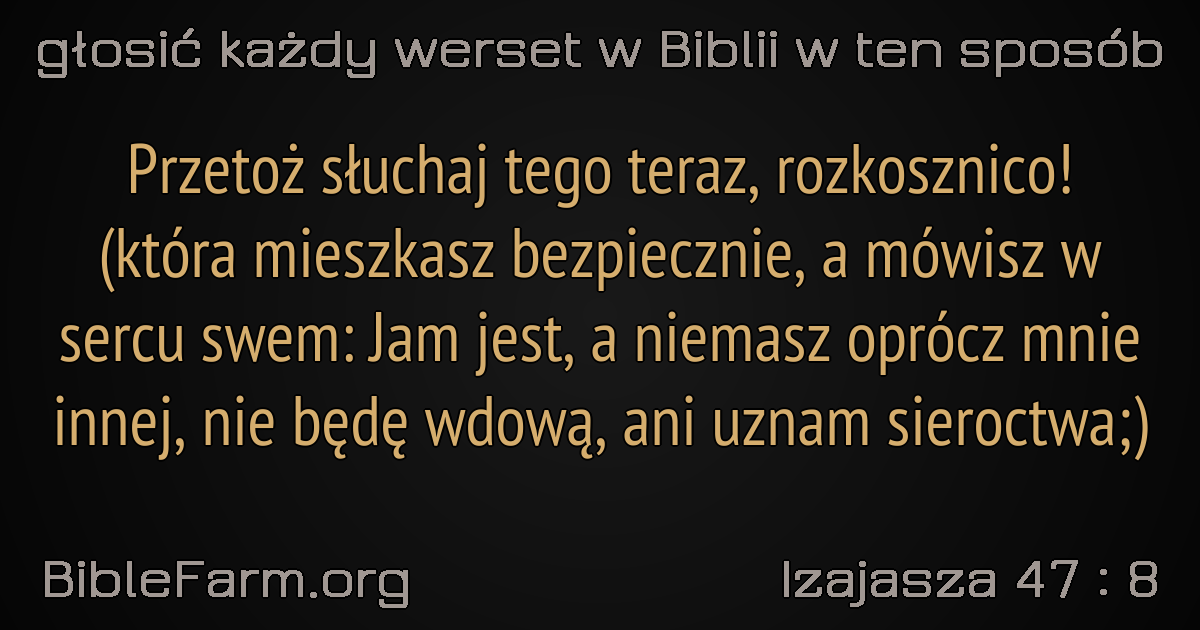 głosić każdy werset w Biblii w ten sposób
Przetoż słuchaj tego teraz, rozkosznico!
(która mieszkasz bezpiecznie, a mówisz w
sercu swem: Jam jest, a niemasz oprócz mnie
innej, nie będę wdową, ani uznam sieroctwa;)
BibleFarm.org
Izajasza 47 : 8